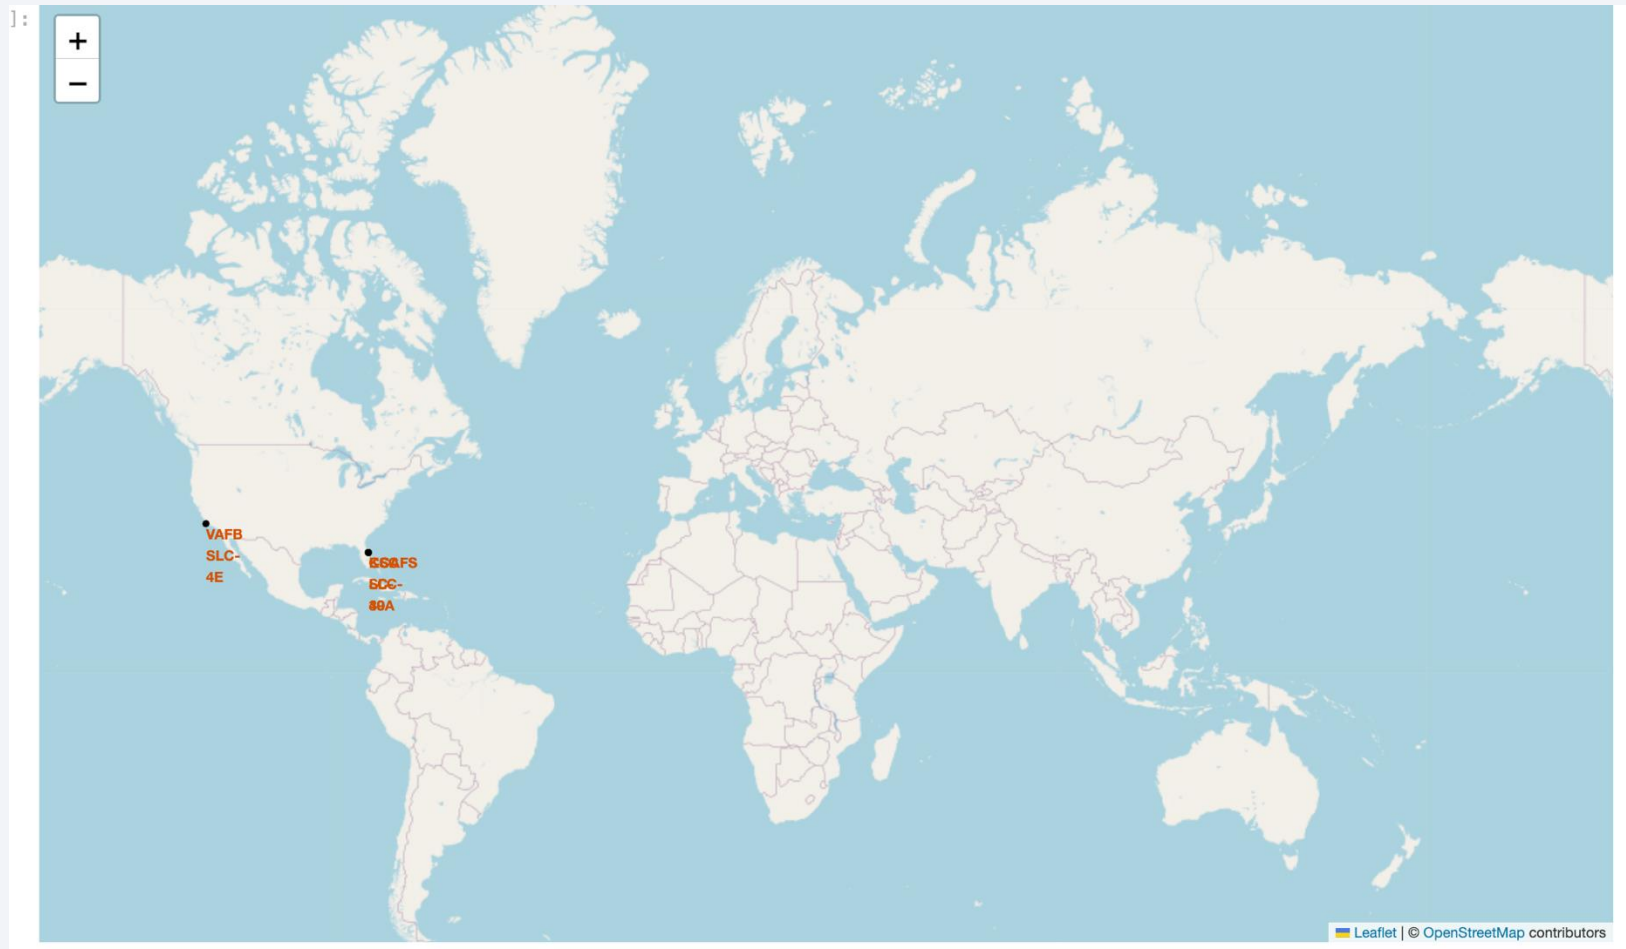 ]:
+
−
VAFB
SLC-
4E
Leaflet | © OpenStreetMap contributors